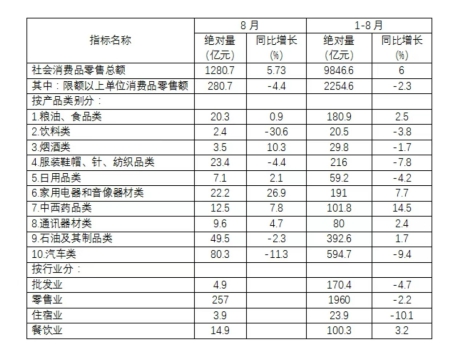 指标名称 8 月 1-8 月
绝对量(亿元) 同比增长(%) 绝对量(亿元) 同比增长(%)
社会消费品零售总额 1280.7 5.73 9846.6 6
其中：限额以上单位消费品零售额 280.7 -4.4 2254.6 -2.3
按产品类别分：
1.粮油、食品类 20.3 0.9 180.9 2.5
2.饮料类 2.4 -30.6 20.5 -3.8
3.烟酒类 3.5 10.3 29.8 -1.7
4.服装鞋帽、针、纺织品类 23.4 -4.4 216 -7.8
5.日用品类 7.1 2.1 59.2 -4.2
6.家用电器和音像器材类 22.2 26.9 191 7.7
7.中西药品类 12.5 7.8 101.8 14.5
8.通讯器材类 9.6 4.7 80 2.4
9.石油及其制品类 49.5 -2.3 392.6 1.7
10.汽车类 80.3 -11.3 594.7 -9.4
按行业分：
批发业 4.9 170.4 -4.7
零售业 257 1960 -2.2
住宿业 3.9 23.9 -10.1
餐饮业 14.9 100.3 3.2